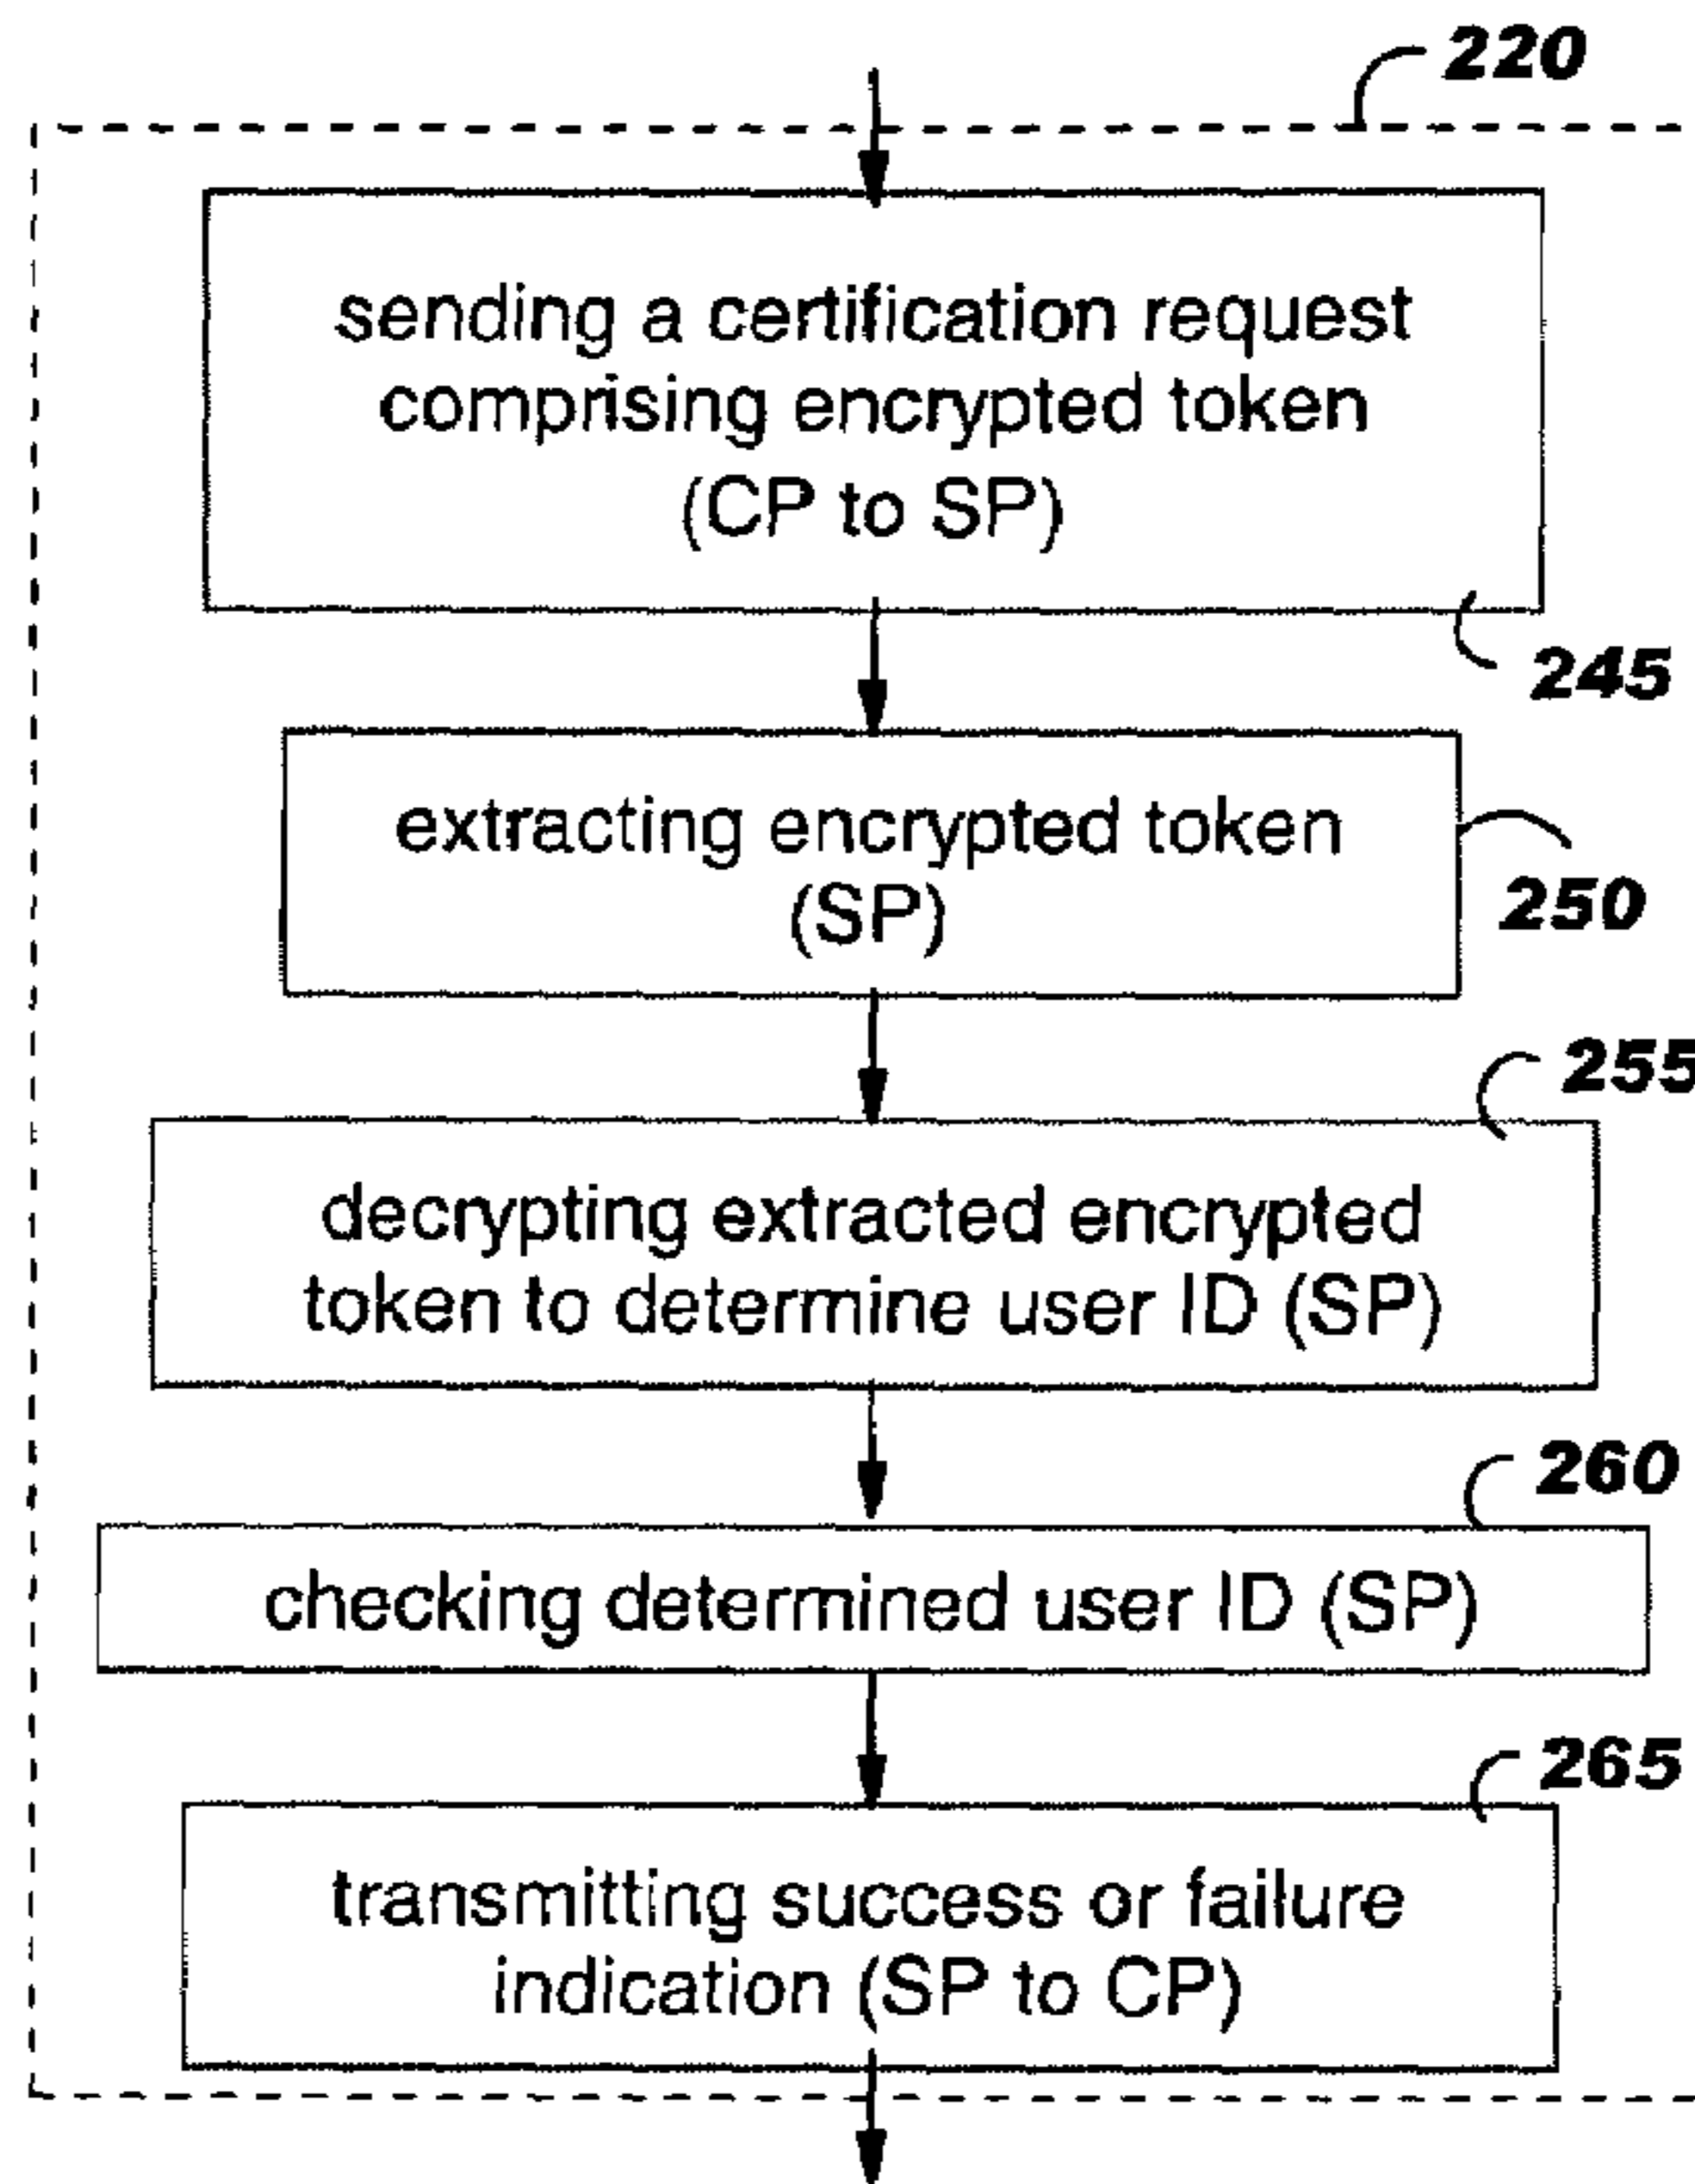 220
sending a certification request
comprising encrypted token
(CP to SP)
245
extracting encrypted token
(SP)
250
255
decrypting extracted encrypted
token to determine user ID (SP)
260
checking determined user ID (SP)
265
transmitting success or failure
indication (SP to CP)